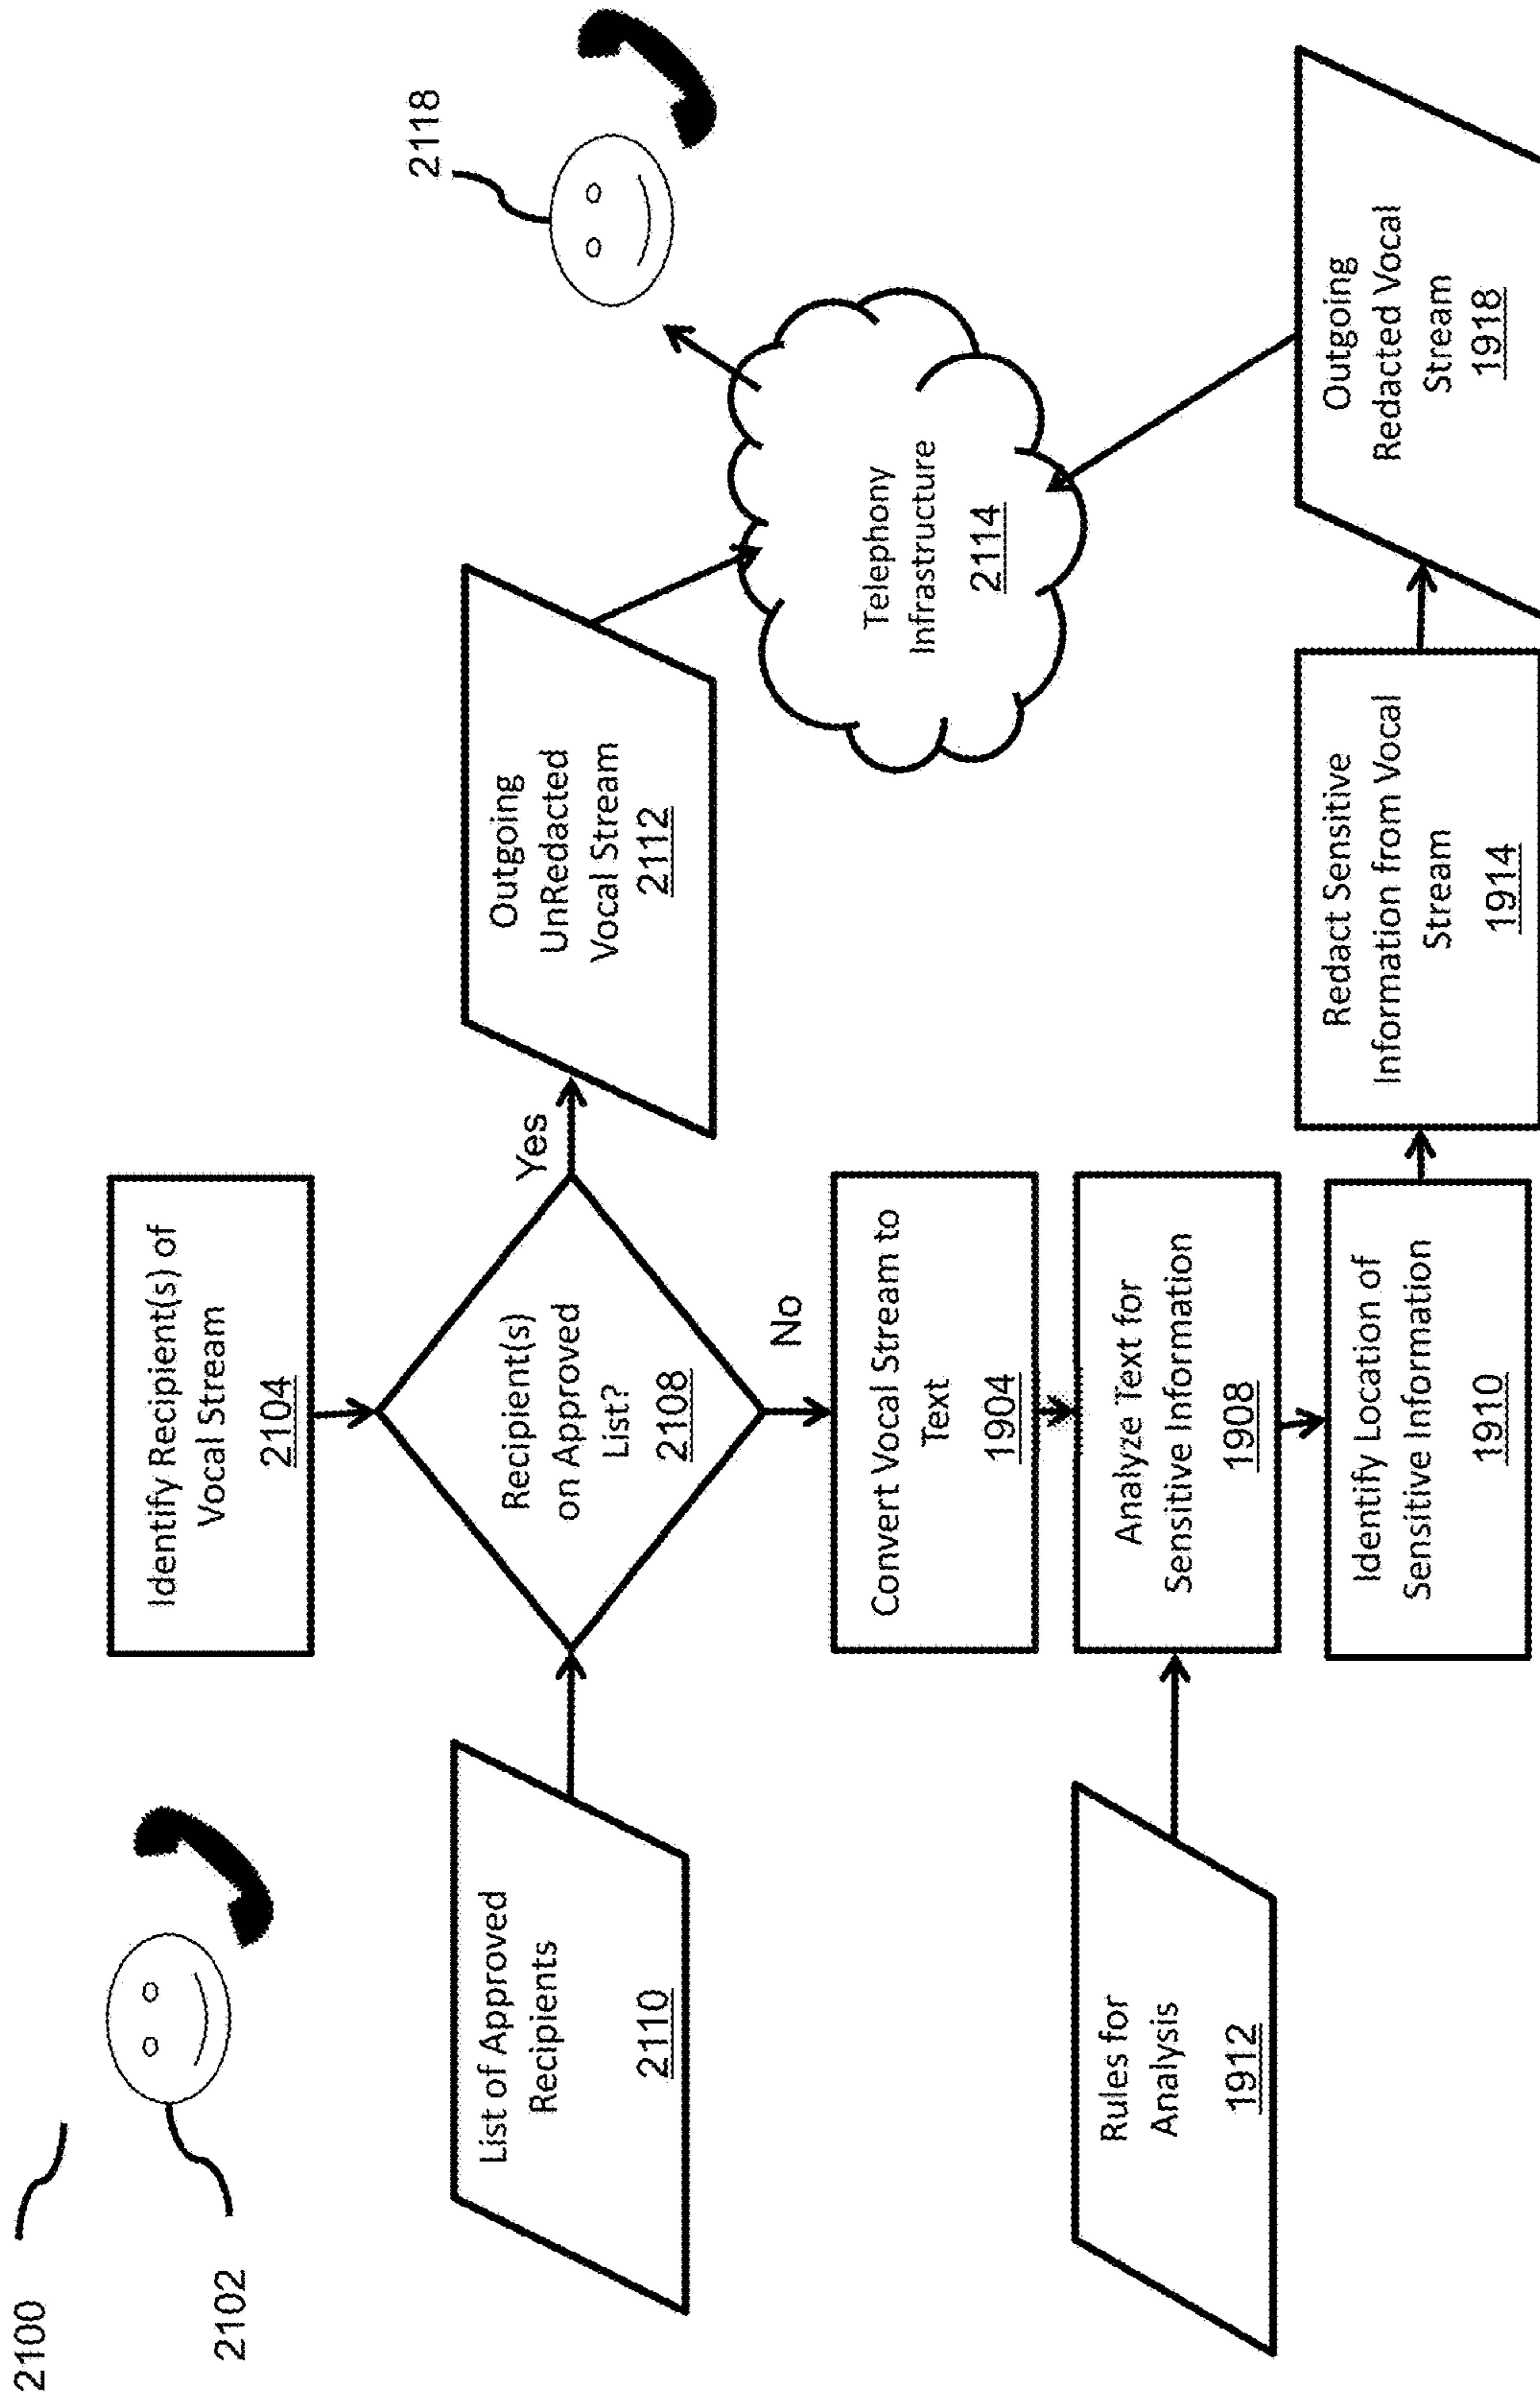 2100
2102
Identify Recipient(s) of
Vocal Stream
2104
2118
List of Approved
Recipients
2110
Recipient(s)
on Approved
List?
2108
Yes
Outgoing
UnRedacted
Vocal Stream
2112
No
Telephony
Infrastructure
2114
Convert Vocal Stream to
Text
1904
Rules for
Analysis
1912
Analyze Text for
Sensitive Information
1908
Identify Location of
Sensitive Information
1910
Redact Sensitive
Information from Vocal
Stream
1914
Outgoing
Redacted Vocal
Stream
1918